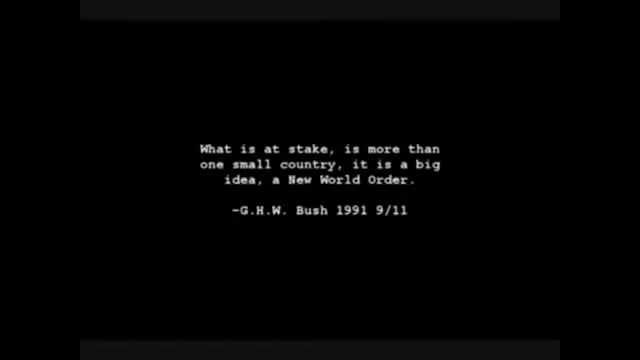 What is at stake, is more than
one small country, it is a big
idea, a New World Order.
-G.H.W. Bush 1991 9/11